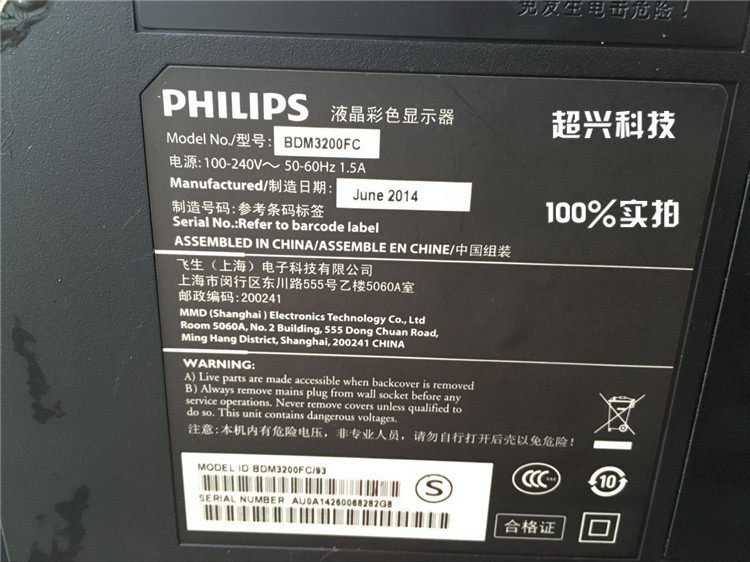 免发生电击危险!
PHILIPS 液晶彩色显示器
超兴科技
Model No./型号: BDM3200FC
电源: 100-240V～ 50-60Hz 1.5A
Manufactured/制造日期: June 2014
100%实拍
制造号码:参考条码标签
Serial No.:Refer to barcode label
ASSEMBLED IN CHINA/ASSEMBLE EN CHINE/中国组装
飞生（上海）电子科技有限公司
上海市闵行区东川路555号乙楼5060A室
邮政编码: 200241
MMD (Shanghai) Electronics Technology Co., Ltd
Room 5060A, No. 2 Building, 555 Dong Chuan Road,
Ming Hang District, Shanghai, 200241 CHINA
WARNING:
A) Live parts are made accessible when backcover is removed
B) Always remove mains plug from wall socket before any
service operations. Never remove covers unless qualified to
do so. This unit contains dangerous voltages.
注意:本机内有危险电压，非专业人员，请勿自行打开后壳以免危险!
MODEL ID BDM3200FC/93
SERIAL NUMBER AU0A14260068282G8
S
CCC
10
合格证